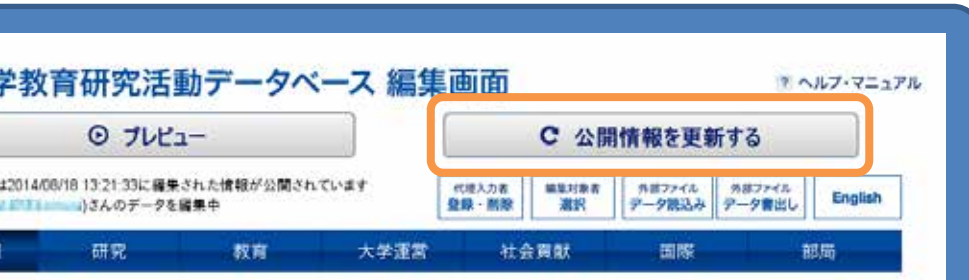 学教育研究活動データベース 編集画面
? ヘルプ・マニュアル
プレビュー
公開情報を更新する
は2014/08/18 13:21:33に編集された情報が公開されています
)さんのデータを編集中
代理入力者
登録・削除
編集対象者
選択
外部ファイル
データ読込み
外部ファイル
データ書出し
English
研究 教育 大学運営 社会貢献 国際 部局